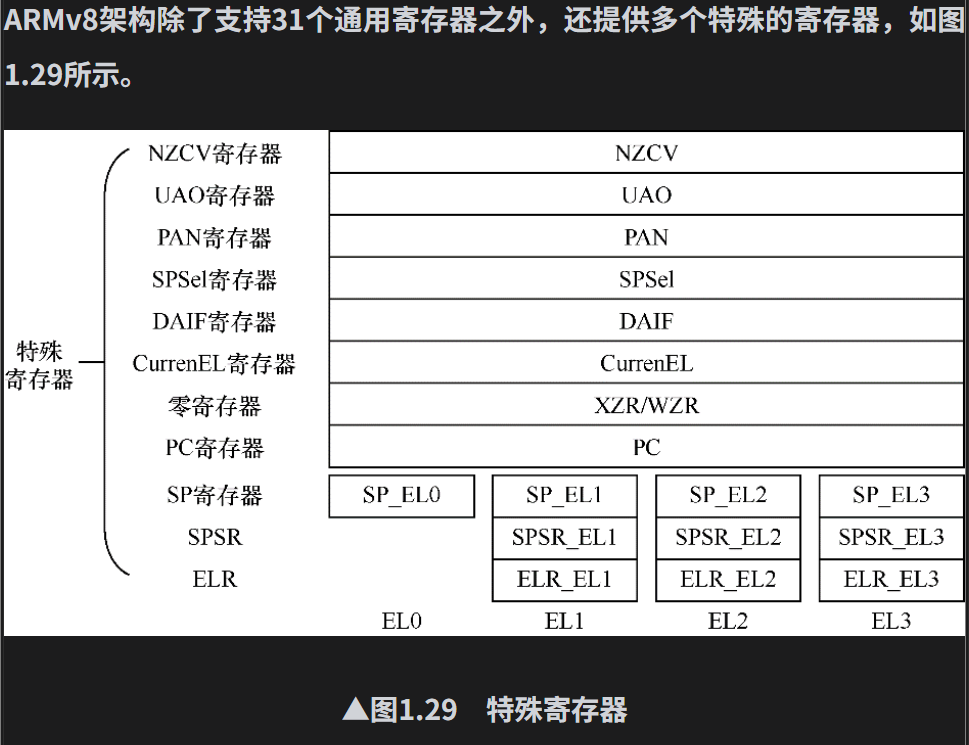 ARMv8架构除了支持31个通用寄存器之外，还提供多个特殊的寄存器，如图
1.29所示。
NZCV寄存器 NZCV
UAO寄存器 UAO
PAN寄存器 PAN
SPSel寄存器 SPSel
DAIF寄存器 DAIF
特殊
寄存器
CurrenEL寄存器 CurrenEL
零寄存器 XZR/WZR
PC寄存器 PC
SP寄存器 SP_EL0 SP_EL1 SP_EL2 SP_EL3
SPSR SPSR_EL1 SPSR_EL2 SPSR_EL3
ELR ELR_EL1 ELR_EL2 ELR_EL3
EL0 EL1 EL2 EL3
▲图1.29 特殊寄存器